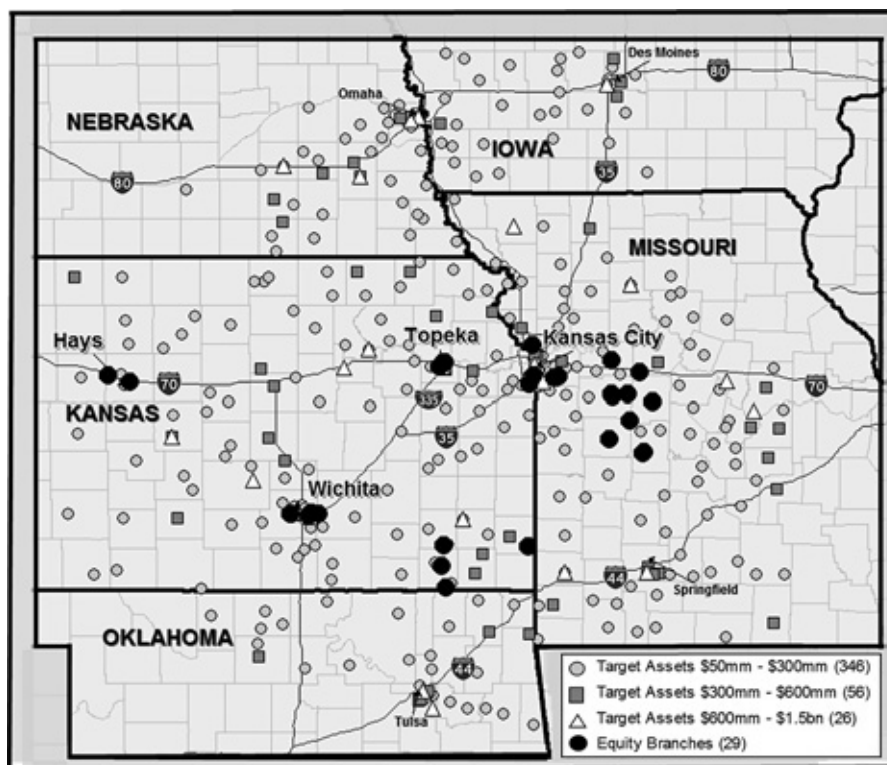 Des Moines
80
Omaha
NEBRASKA
IOWA
80
35
MISSOURI
Hays
Topeka
Kansas City
70
70
KANSAS
335
35
Wichita
44
Springfield
OKLAHOMA
44
Tulsa
Target Assets $50mm - $300mm (346)
Target Assets $300mm - $600mm (56)
Target Assets $600mm - $1.5bn (26)
Equity Branches (29)